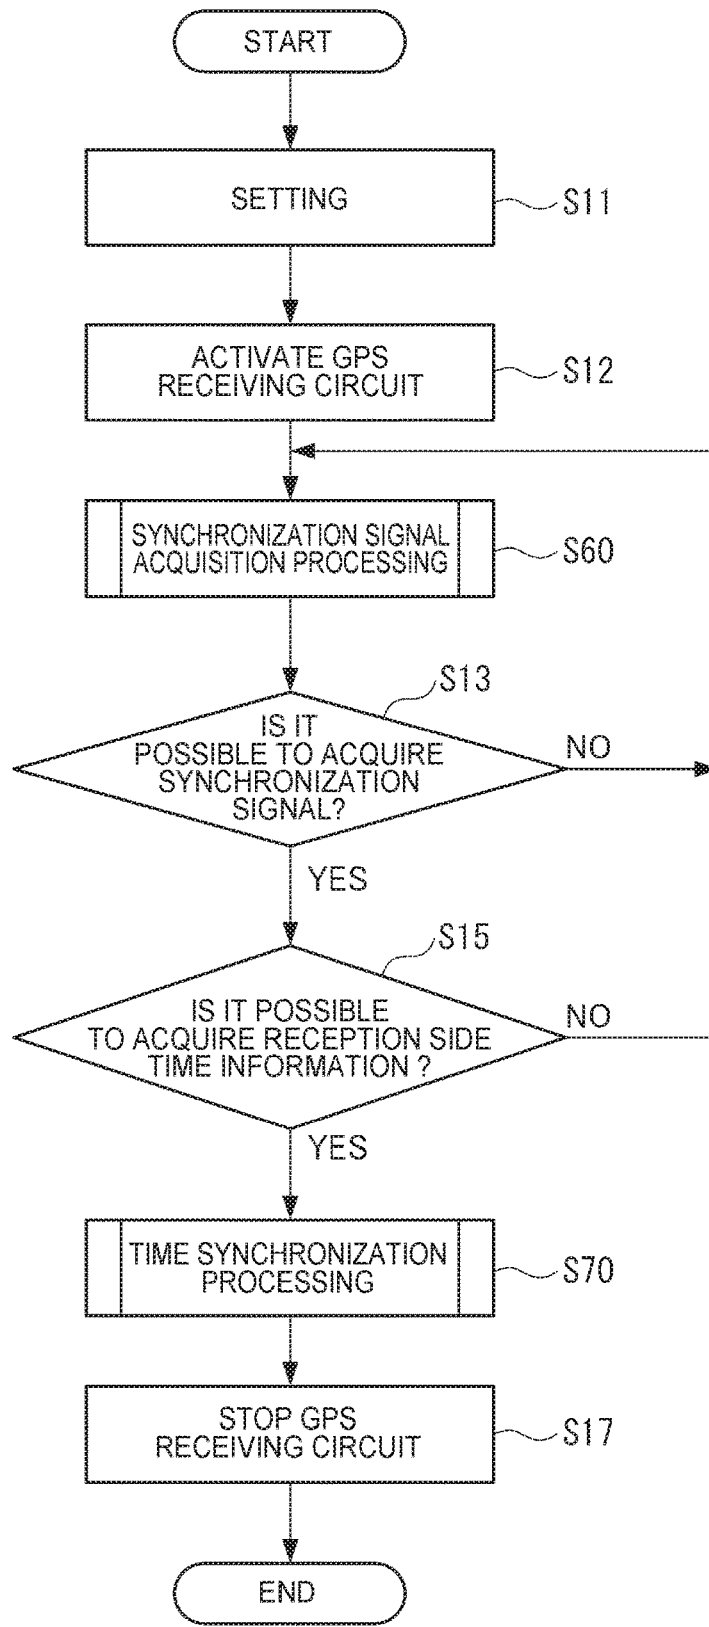 START
SETTING
S11
ACTIVATE GPS
RECEIVING CIRCUIT
S12
SYNCHRONIZATION SIGNAL
ACQUISITION PROCESSING
S60
S13
IS IT
POSSIBLE TO ACQUIRE
SYNCHRONIZATION
SIGNAL?
NO
YES
S15
IS IT POSSIBLE
TO ACQUIRE RECEPTION SIDE
TIME INFORMATION ?
NO
YES
TIME SYNCHRONIZATION
PROCESSING
S70
STOP GPS
RECEIVING CIRCUIT
S17
END